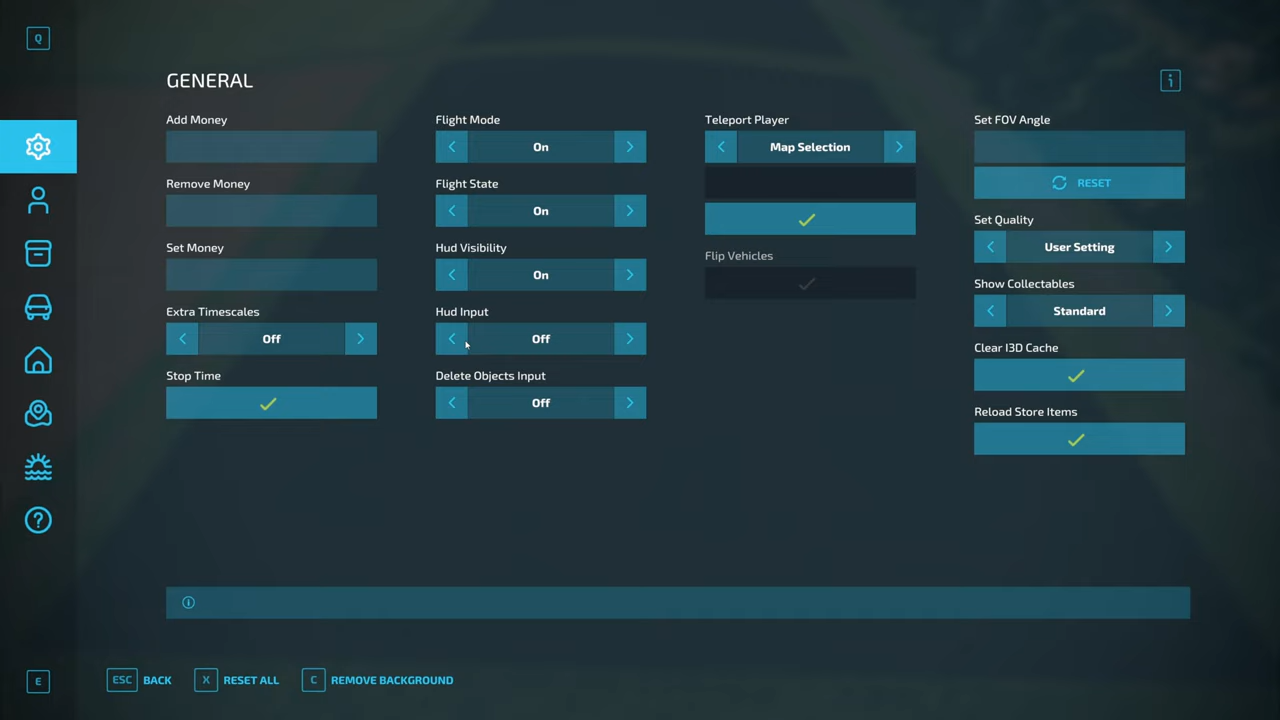 Q
GENERAL
i
Add Money
Flight Mode
On
Teleport Player
Map Selection
Set FOV Angle
RESET
Remove Money
Flight State
On
Set Quality
User Setting
Set Money
Hud Visibility
On
Flip Vehicles
Show Collectables
Standard
Extra Timescales
Off
Hud Input
Off
Clear I3D Cache
Stop Time
Delete Objects Input
Off
Reload Store Items
E
ESC BACK
X RESET ALL
C REMOVE BACKGROUND